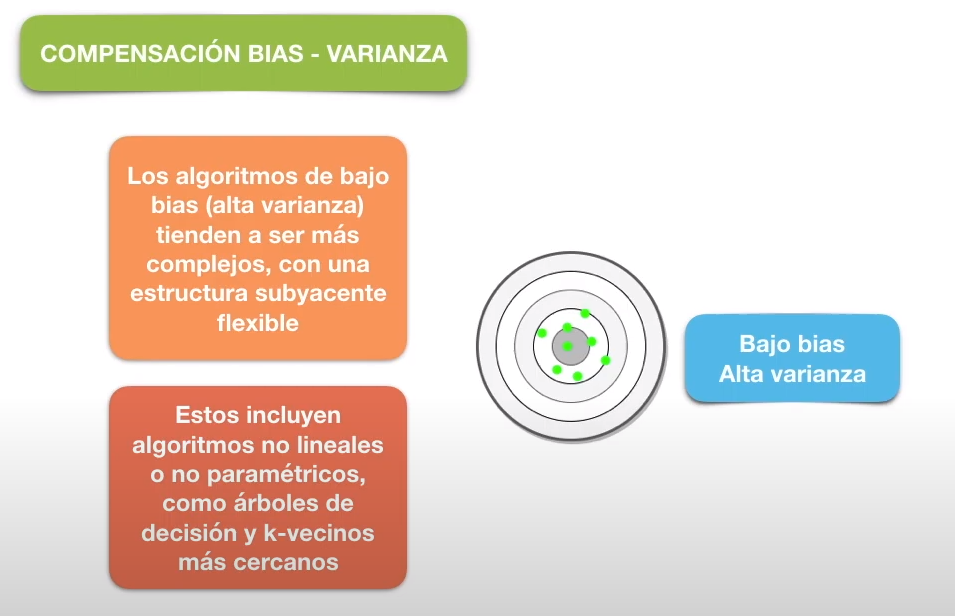 COMPENSACIÓN BIAS - VARIANZA
Los algoritmos de bajo
bias (alta varianza)
tienden a ser más
complejos, con una
estructura subyacente
flexible
Estos incluyen
algoritmos no lineales
o no paramétricos,
como árboles de
decisión y k-vecinos
más cercanos
Bajo bias
Alta varianza